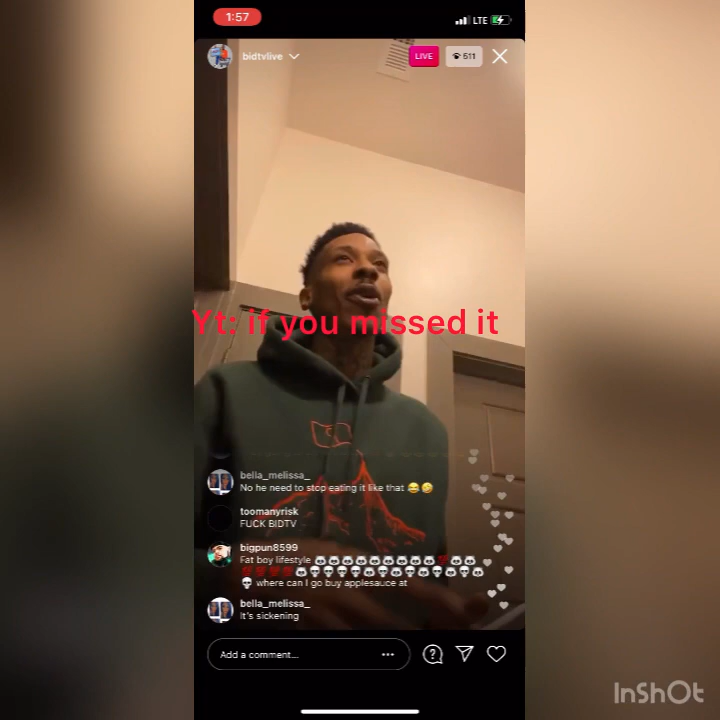 1:57
LTE
bidtvlive
LIVE
511
Yt: if you missed it
bella_melissa_
No he need to stop eating it like that 😂🤣
toomanyrisk
FUCK BIDTV
bigpun8599
Fat boy lifestyle 🐼🐼🐼🐼🐼🐼🐼🐼🐼💯🐼🐼
💯💯💯💯🐼💀💀💀💀🐼💀🐼💀🐼💀🐼💀🐼
💀 where can I go buy applesauce at
bella_melissa_
It's sickening
Add a comment...
InShOt